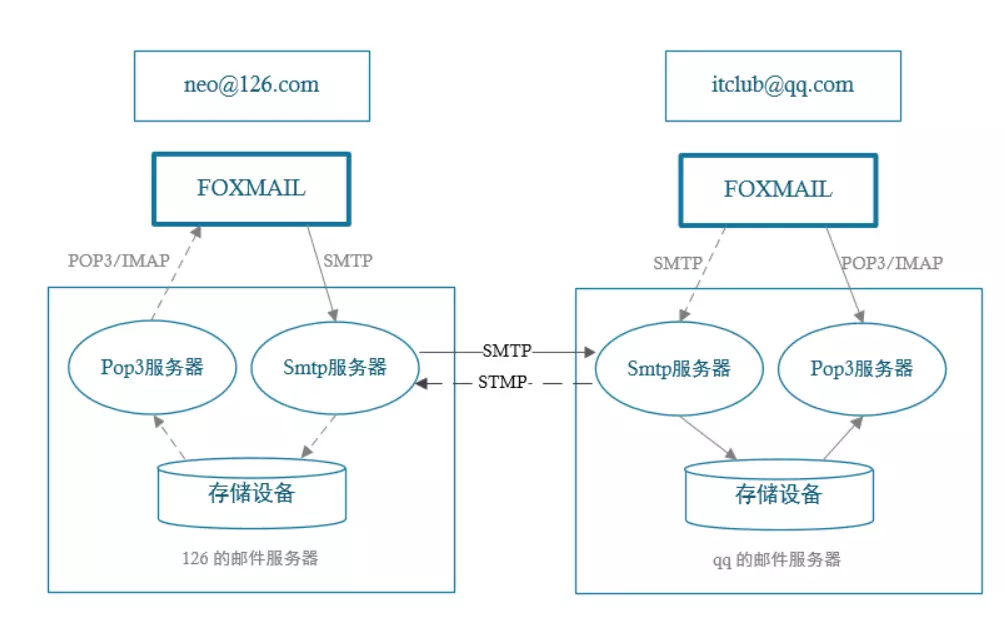 neo@126.com
itclub@qq.com
FOXMAIL
FOXMAIL
POP3/IMAP
SMTP
SMTP
POP3/IMAP
Pop3服务器
Smtp服务器
SMTP
STMP-
Smtp服务器
Pop3服务器
存储设备
存储设备
126 的邮件服务器
qq 的邮件服务器